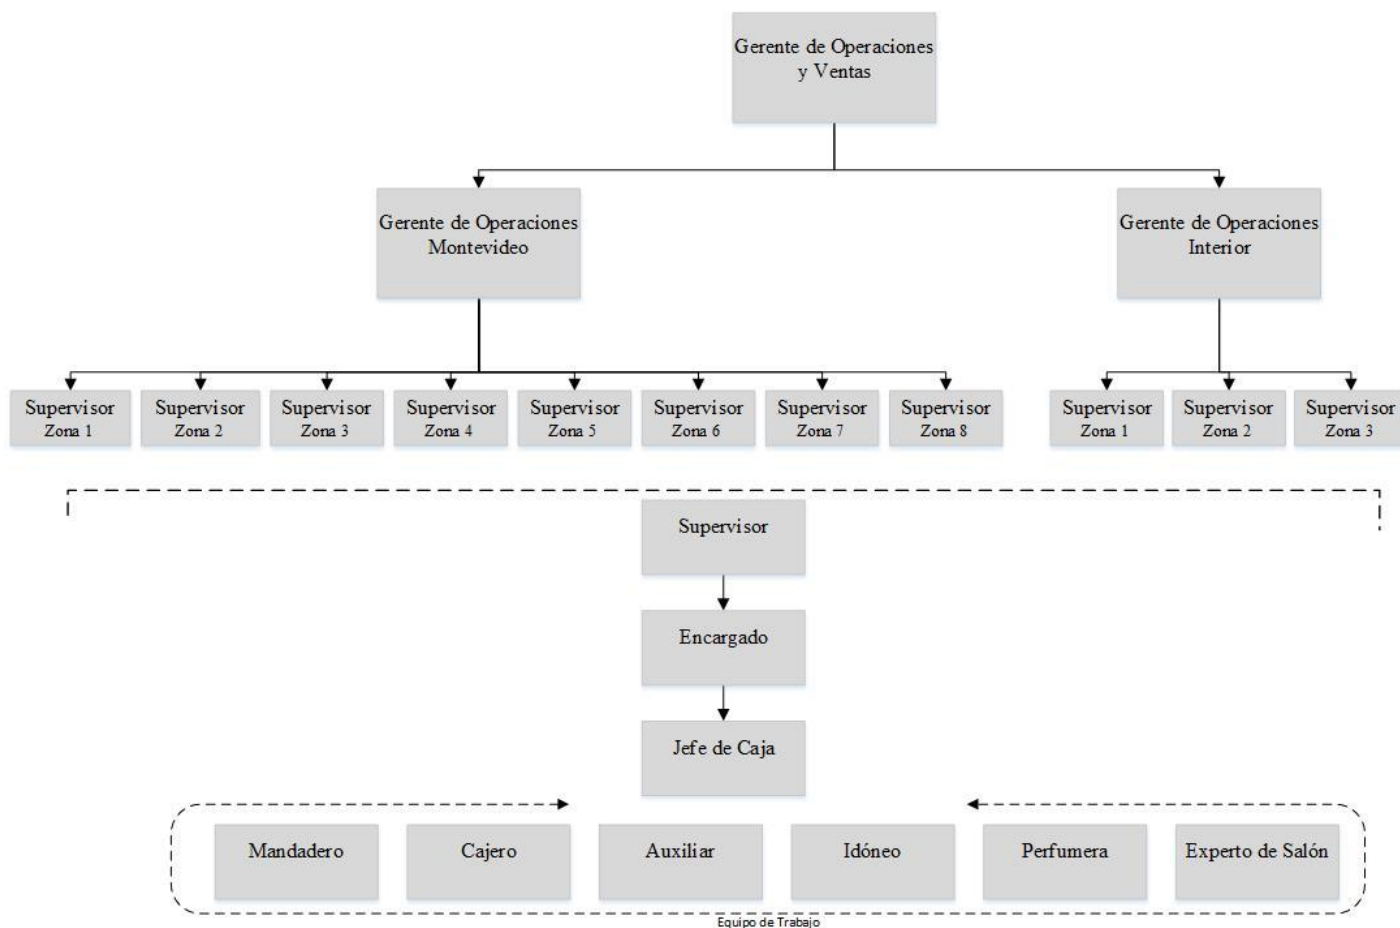 Gerente de Operaciones
y Ventas
Gerente de Operaciones
Montevideo
Gerente de Operaciones
Interior
Supervisor
Zona 1
Supervisor
Zona 2
Supervisor
Zona 3
Supervisor
Zona 4
Supervisor
Zona 5
Supervisor
Zona 6
Supervisor
Zona 7
Supervisor
Zona 8
Supervisor
Zona 1
Supervisor
Zona 2
Supervisor
Zona 3
Supervisor
Encargado
Jefe de Caja
Mandadero
Cajero
Auxiliar
Idóneo
Perfumera
Experto de Salón
Equipo de Trabajo